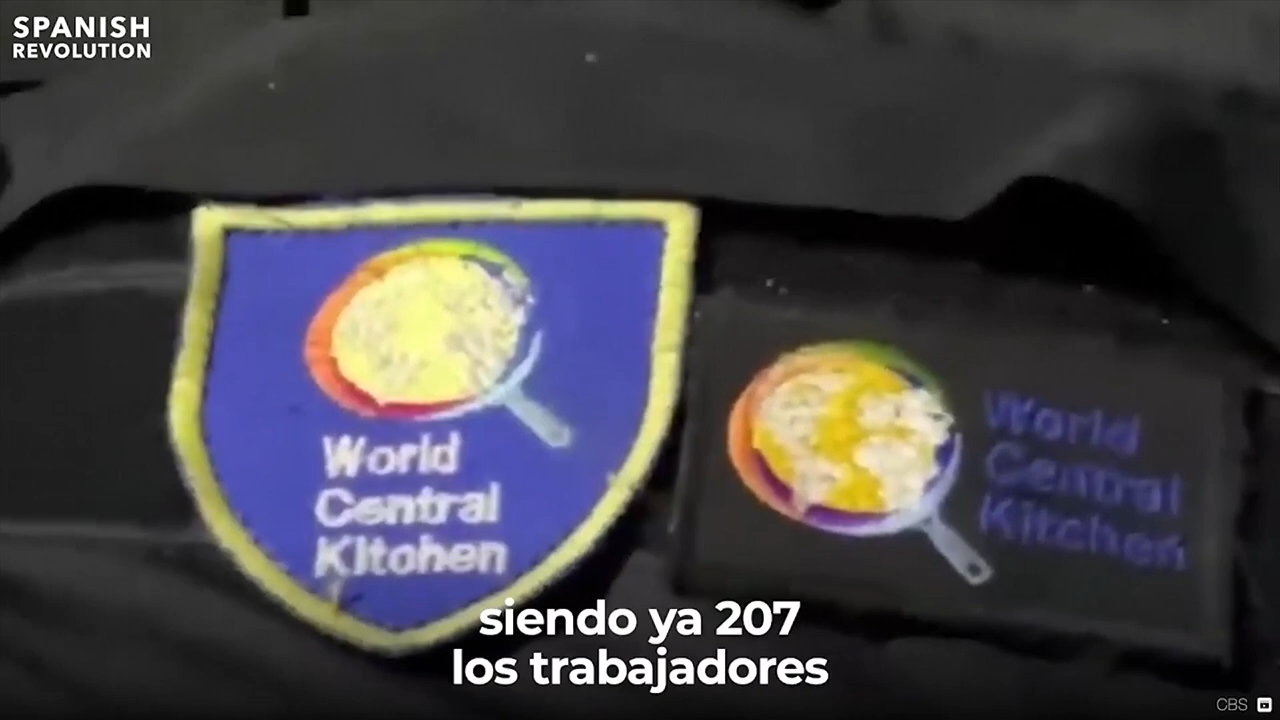 SPANISH
REVOLUTION
World
Central
Kitchen
World
Central
Kitchen
siendo ya 207
los trabajadores
CBS